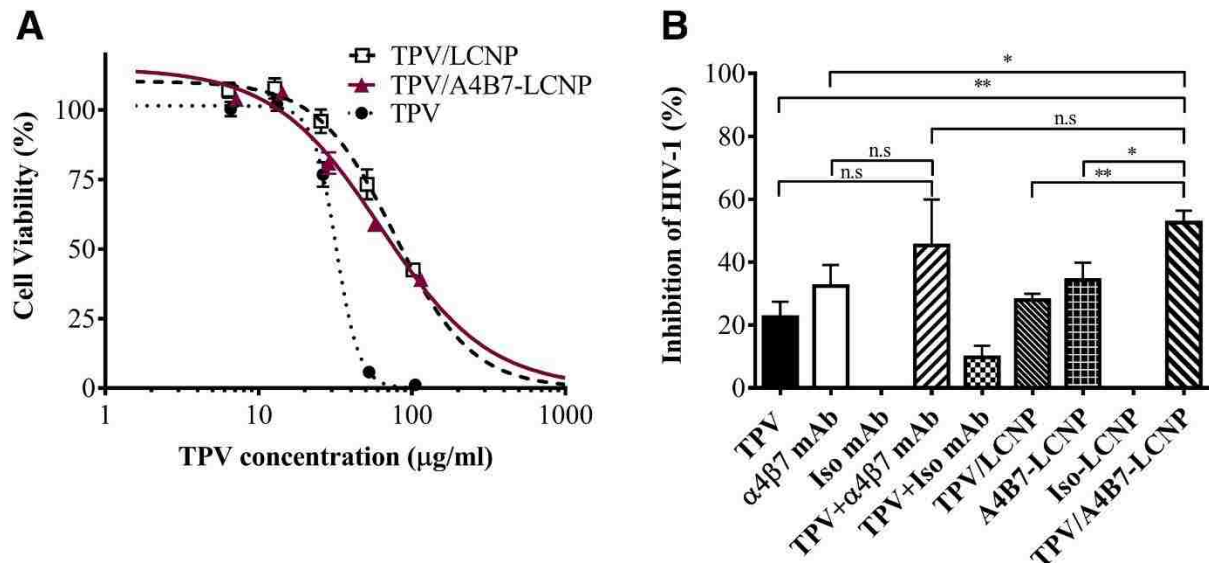 A
TPV/LCNP
TPV/A4B7-LCNP
TPV
Cell Viability (%)
100
75
50
25
0
1
10
100
1000
TPV concentration (μg/ml)
B
Inhibition of HIV-1 (%)
100
80
60
40
20
0
*
**
n.s
n.s
*
n.s
**
TPV
α4β7 mAb
Iso mAb
TPV+α4β7 mAb
TPV+Iso mAb
TPV/LCNP
A4B7-LCNP
Iso-LCNP
TPV/A4B7-LCNP